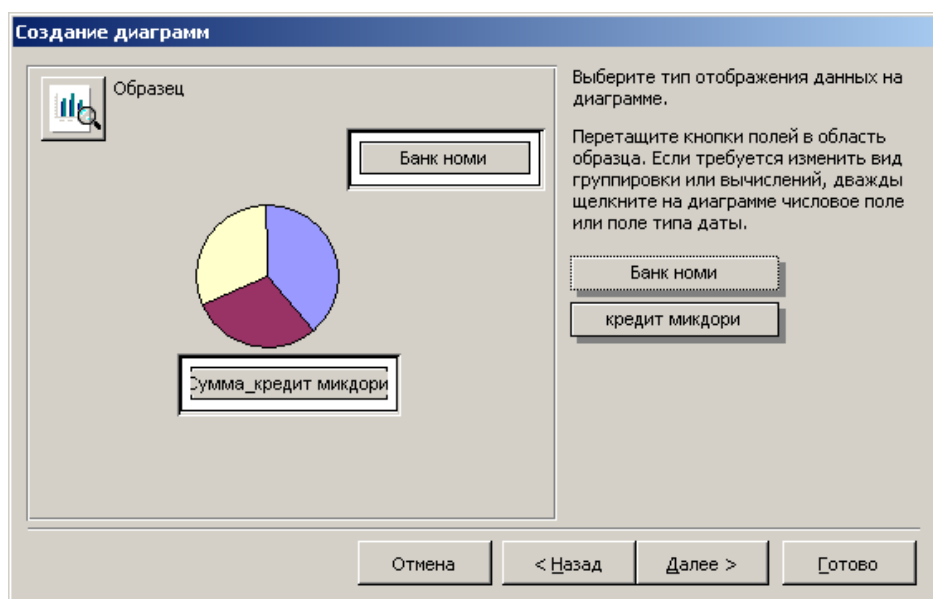 Создание диаграмм
Образец
Банк номи
Сумма_кредит микдори
Выберите тип отображения данных на
диаграмме.
Перетащите кнопки полей в область
образца. Если требуется изменить вид
группировки или вычислений, дважды
щелкните на диаграмме числовое поле
или поле типа даты.
Банк номи
кредит микдори
Отмена
< Назад
Далее >
Готово